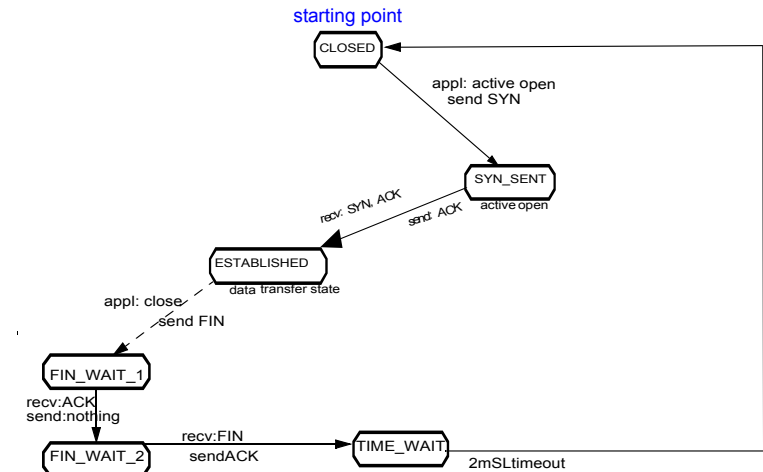 starting point
CLOSED
appl: active open
send SYN
SYN_SENT
active open
recv: SYN, ACK
send: ACK
ESTABLISHED
data transfer state
appl: close
send FIN
FIN_WAIT_1
recv:ACK
send:nothing
FIN_WAIT_2
recv:FIN
sendACK
TIME_WAIT
2mSLtimeout